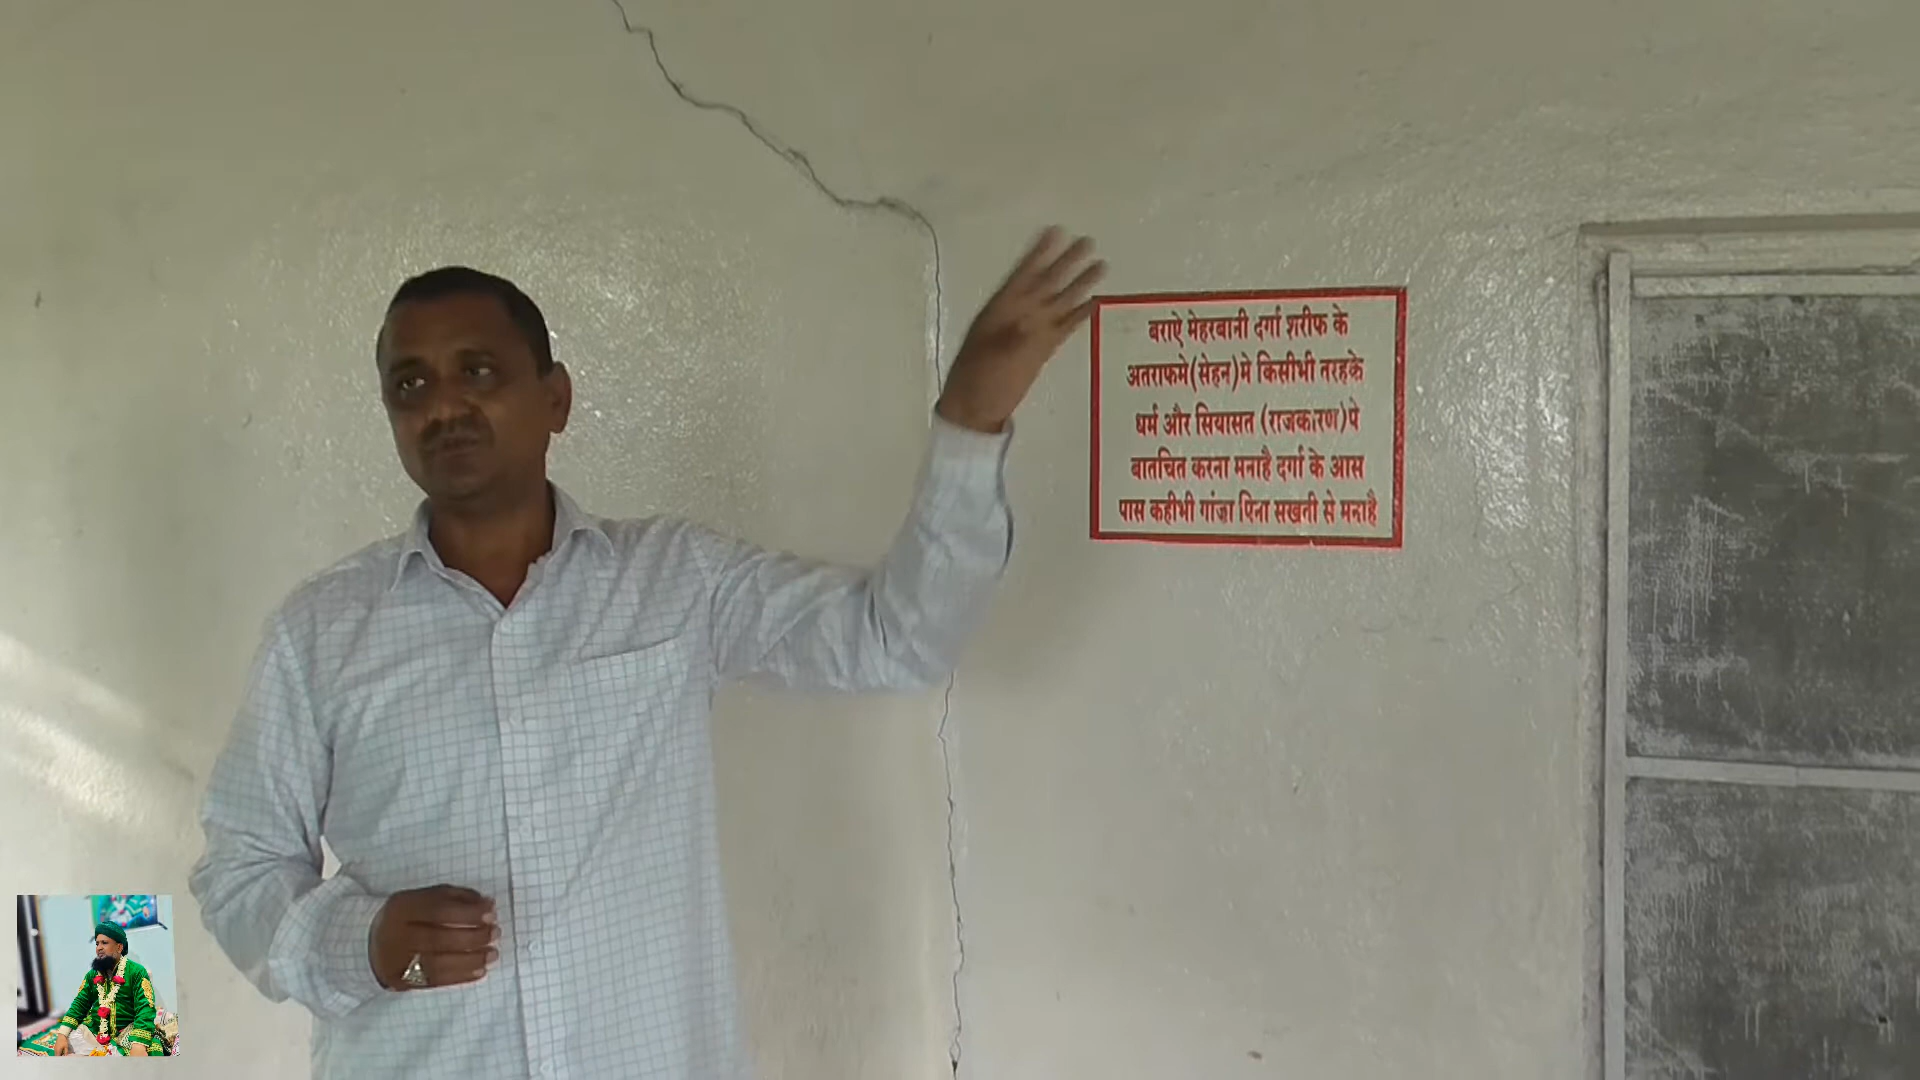 बराऐ मेहरबानी दर्गा शरीफ के
अतराफमे(सेहन)मे किसीभी तरहके
धर्म और सियासत (राजकारण)पे
बातचित करना मनाहै दर्गा के आस
पास कहीभी गांजा पिना सखती से मनाहै